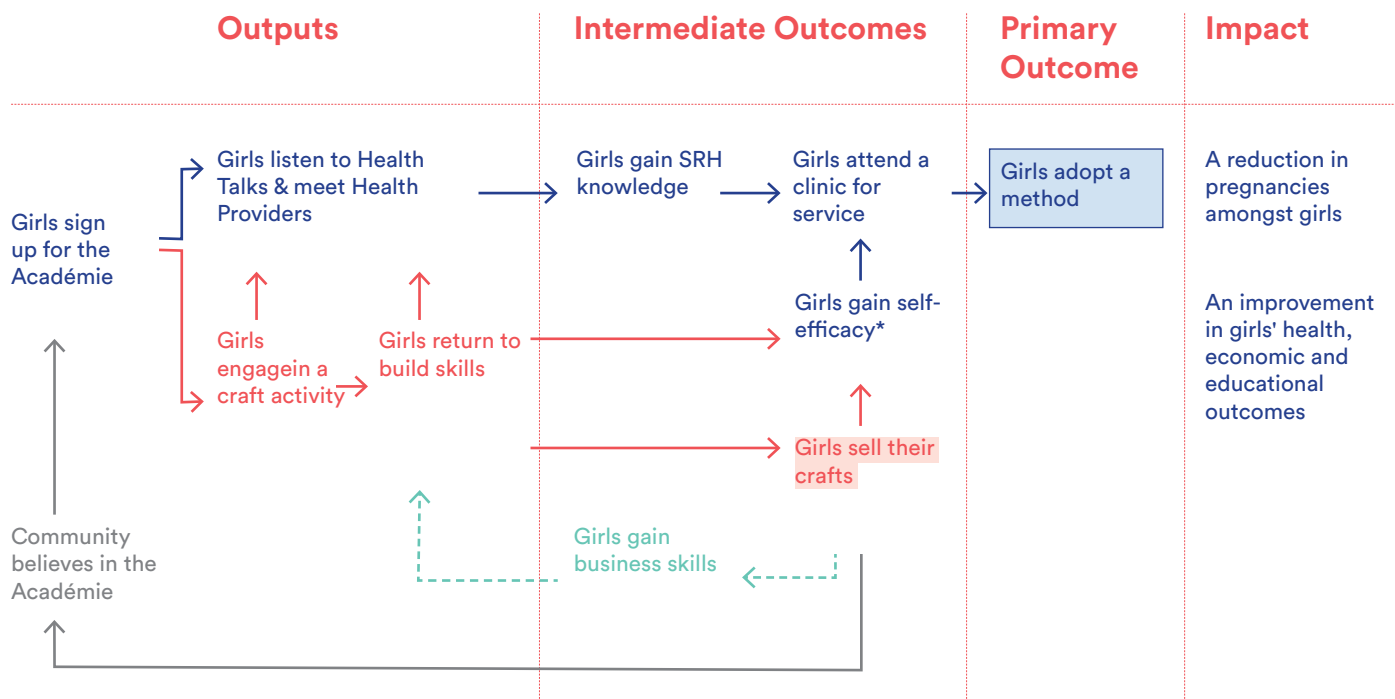 Outputs
Intermediate Outcomes
Primary
Outcome
Impact
Girls sign
up for the
Académie
Girls listen to Health
Talks & meet Health
Providers
Girls gain SRH
knowledge
Girls attend a
clinic for
service
Girls adopt a
method
A reduction in
pregnancies
amongst girls
Girls
engagein a
craft activity
Girls return to
build skills
Girls gain self-
efficacy*
An improvement
in girls' health,
economic and
educational
outcomes
Girls sell their
crafts
Community
believes in the
Académie
Girls gain
business skills